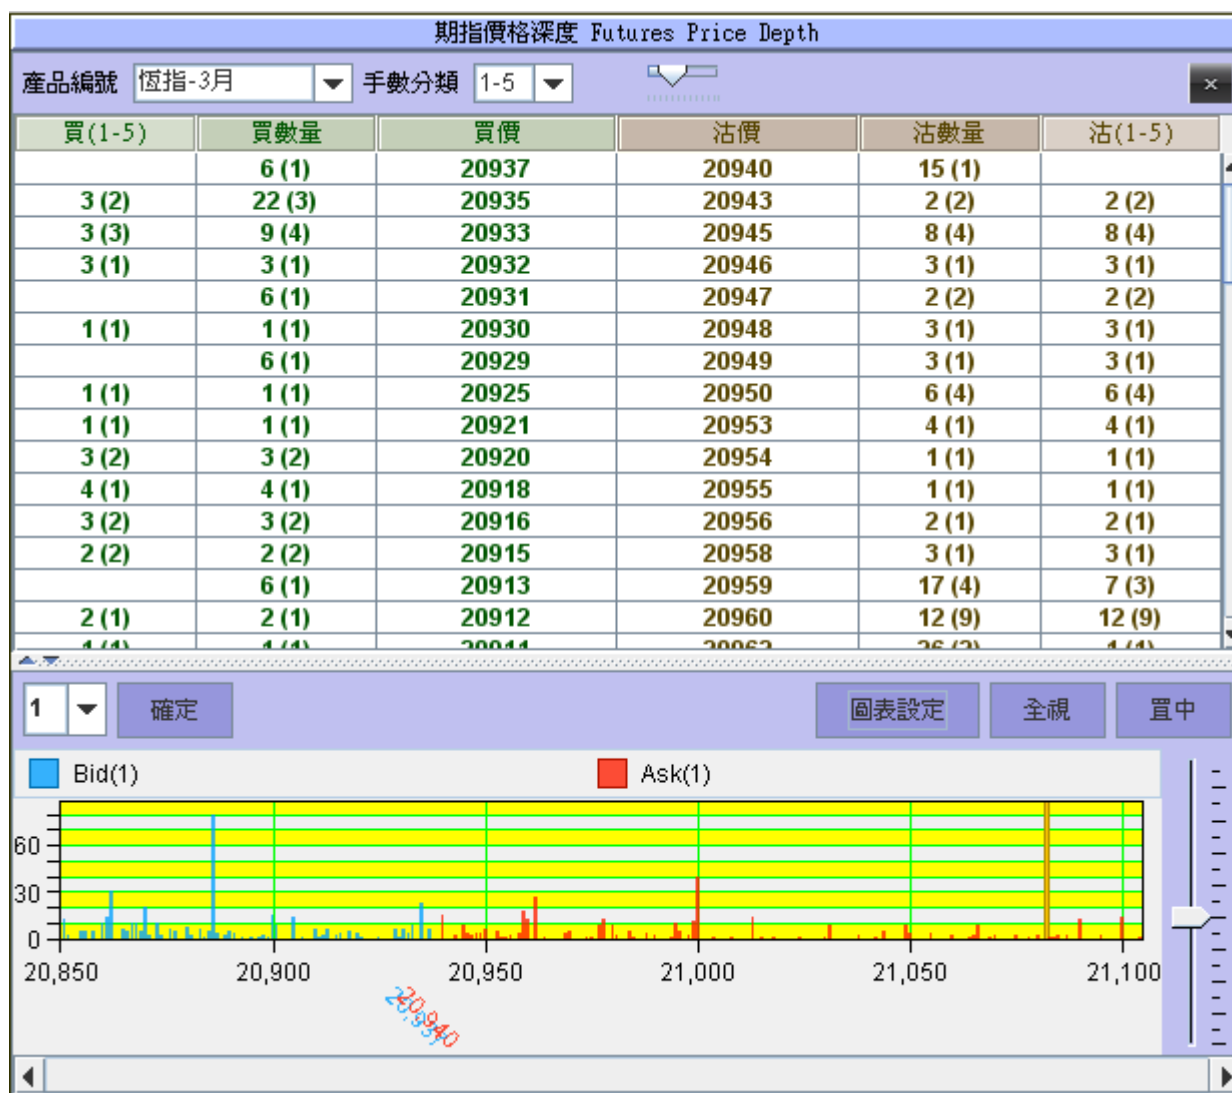 期指價格深度 Futures Price Depth
產品編號 恆指-3月 手數分類 1-5
買(1-5) 買數量 買價 沽價 沽數量 沽(1-5)
6 (1) 20937 20940 15 (1)
3 (2) 22 (3) 20935 20943 2 (2) 2 (2)
3 (3) 9 (4) 20933 20945 8 (4) 8 (4)
3 (1) 3 (1) 20932 20946 3 (1) 3 (1)
6 (1) 20931 20947 2 (2) 2 (2)
1 (1) 1 (1) 20930 20948 3 (1) 3 (1)
6 (1) 20929 20949 3 (1) 3 (1)
1 (1) 1 (1) 20925 20950 6 (4) 6 (4)
1 (1) 1 (1) 20921 20953 4 (1) 4 (1)
3 (2) 3 (2) 20920 20954 1 (1) 1 (1)
4 (1) 4 (1) 20918 20955 1 (1) 1 (1)
3 (2) 3 (2) 20916 20956 2 (1) 2 (1)
2 (2) 2 (2) 20915 20958 3 (1) 3 (1)
6 (1) 20913 20959 17 (4) 7 (3)
2 (1) 2 (1) 20912 20960 12 (9) 12 (9)
1 確定 圖表設定 全視 置中
Bid(1) Ask(1)
60
30
0
20,850 20,900 20,950 21,000 21,050 21,100
20,937 20,940